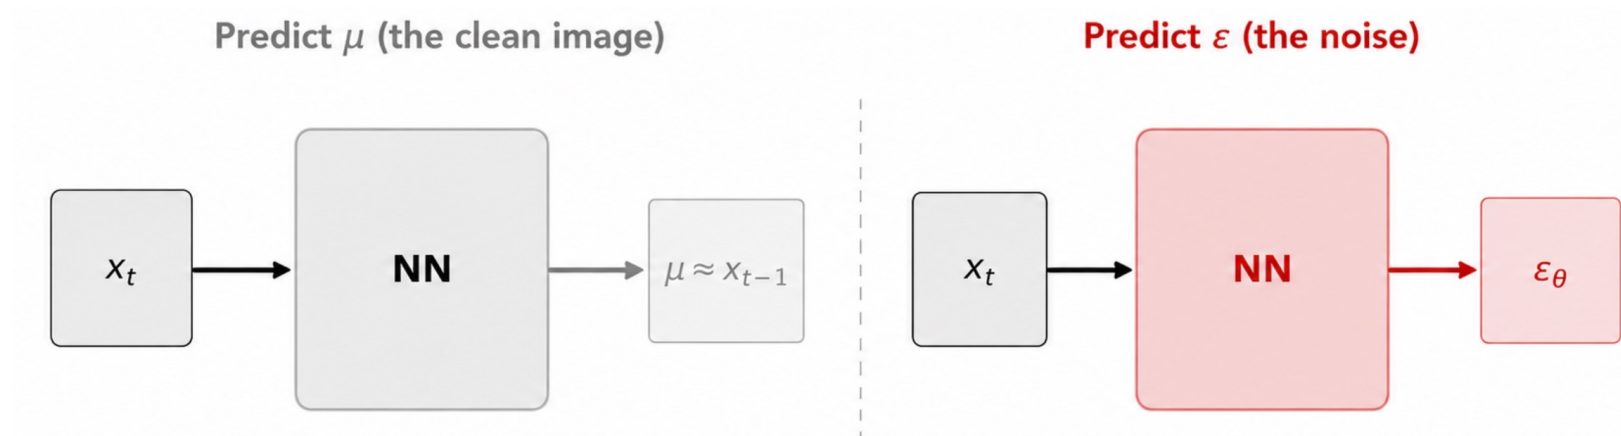 Predict μ (the clean image)
x_t
NN
μ ≈ x_{t−1}
Predict ε (the noise)
x_t
NN
ε_θ